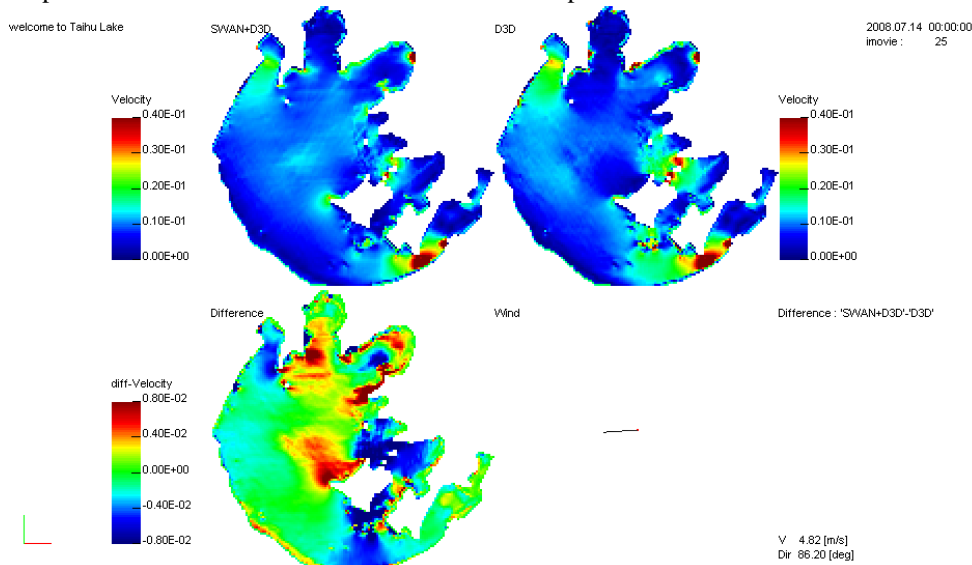 welcome to Taihu Lake
SWAN+D3D
D3D
2008.07.14 00:00:00
imovie : 25
Velocity
0.40E-01
0.30E-01
0.20E-01
0.10E-01
0.00E+00
Velocity
0.40E-01
0.30E-01
0.20E-01
0.10E-01
0.00E+00
Difference
Wind
Difference : 'SWAN+D3D'-'D3D'
diff-Velocity
0.80E-02
0.40E-02
0.00E+00
-0.40E-02
-0.80E-02
V 4.82 [m/s]
Dir 86.20 [deg]